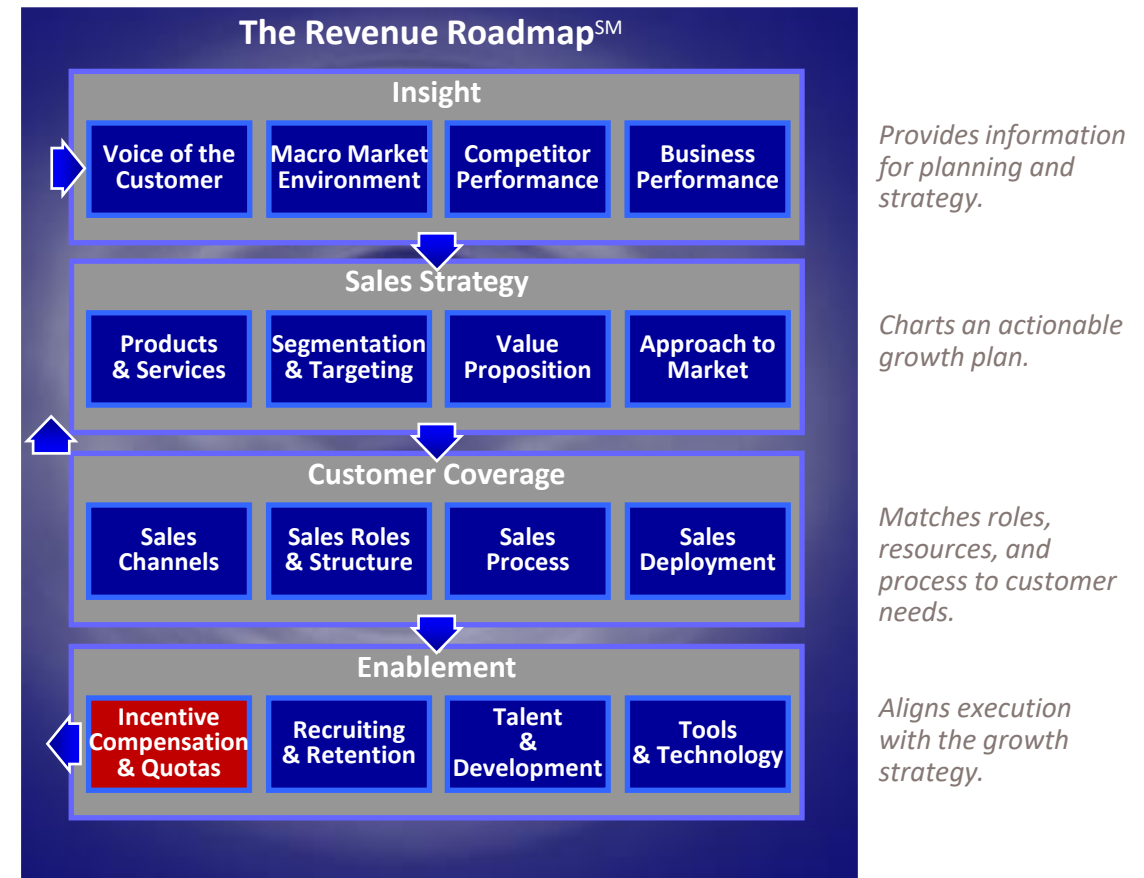 The Revenue Roadmap℠
Insight
Voice of the
Customer
Macro Market
Environment
Competitor
Performance
Business
Performance
Provides information
for planning and
strategy.
Sales Strategy
Products
& Services
Segmentation
& Targeting
Value
Proposition
Approach to
Market
Charts an actionable
growth plan.
Customer Coverage
Sales
Channels
Sales Roles
& Structure
Sales
Process
Sales
Deployment
Matches roles,
resources, and
process to customer
needs.
Enablement
Incentive
Compensation
& Quotas
Recruiting
& Retention
Talent
&
Development
Tools
& Technology
Aligns execution
with the growth
strategy.